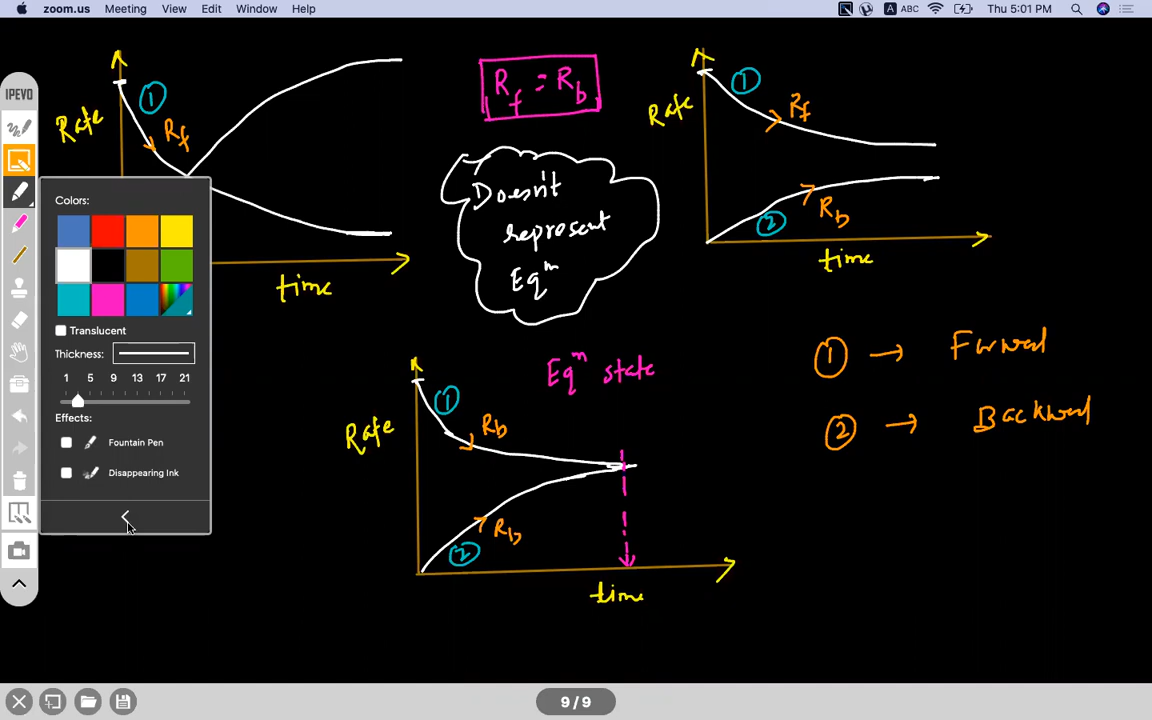 zoom.us Meeting View Edit Window Help
A ABC Thu 5:01 PM
IPEVO
Rate
1
Rf
time
Rf = Rb
Doesn't
represent
Eqm
Rate
1
Rf
2
Rb
time
Colors:
Translucent
Thickness:
1 5 9 13 17 21
Effects:
Fountain Pen
Disappearing Ink
Eqm state
Rate
1
Rb
2
Rb
time
1 → Forward
2 → Backward
9 / 9